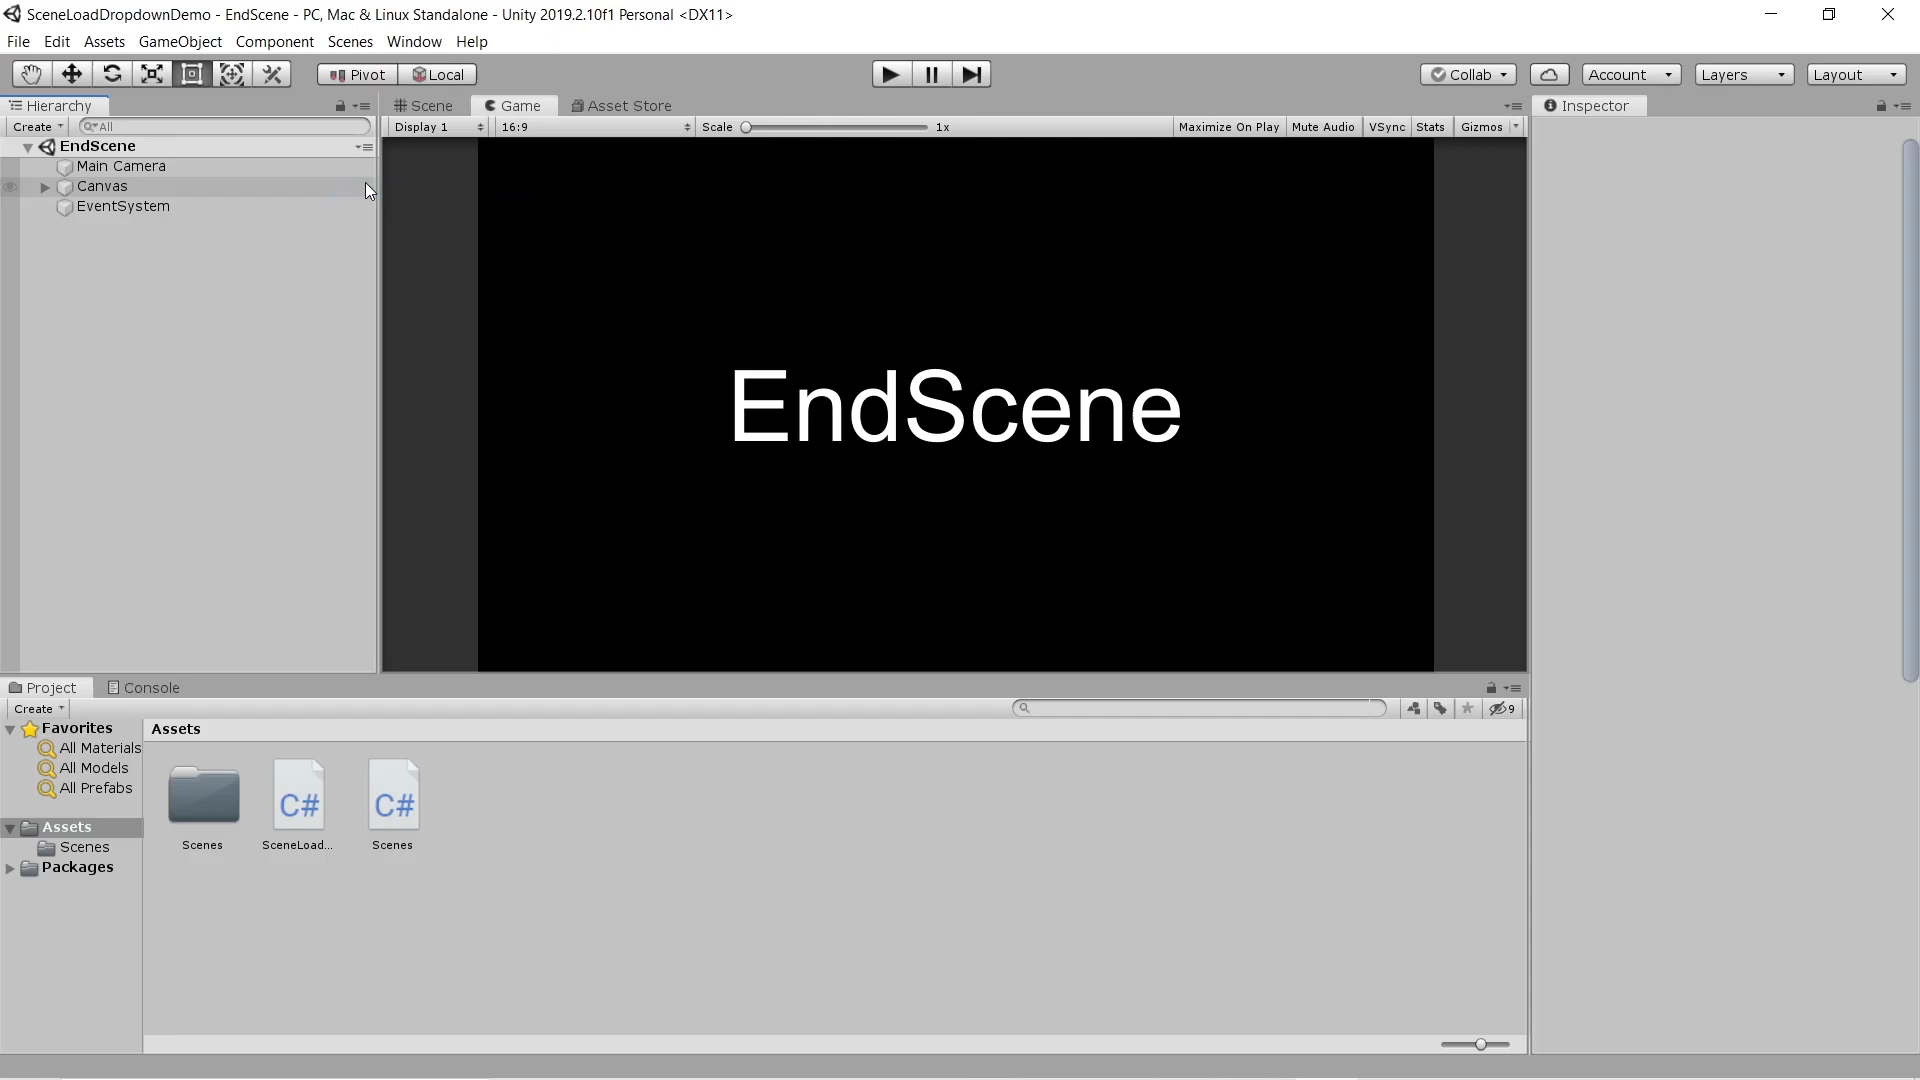 SceneLoadDropdownDemo - EndScene - PC, Mac & Linux Standalone - Unity 2019.2.10f1 Personal <DX11>
File Edit Assets GameObject Component Scenes Window Help
Pivot Local Collab Account Layers Layout
Hierarchy Scene Game Asset Store Inspector
Create All Display 1 16:9 Scale 1x Maximize On Play Mute Audio VSync Stats Gizmos
EndScene
Main Camera
Canvas
EventSystem
EndScene
Project Console
Create 9
Favorites Assets
All Materials
All Models
All Prefabs
Assets
Scenes
Packages
C# C#
Scenes SceneLoad... Scenes